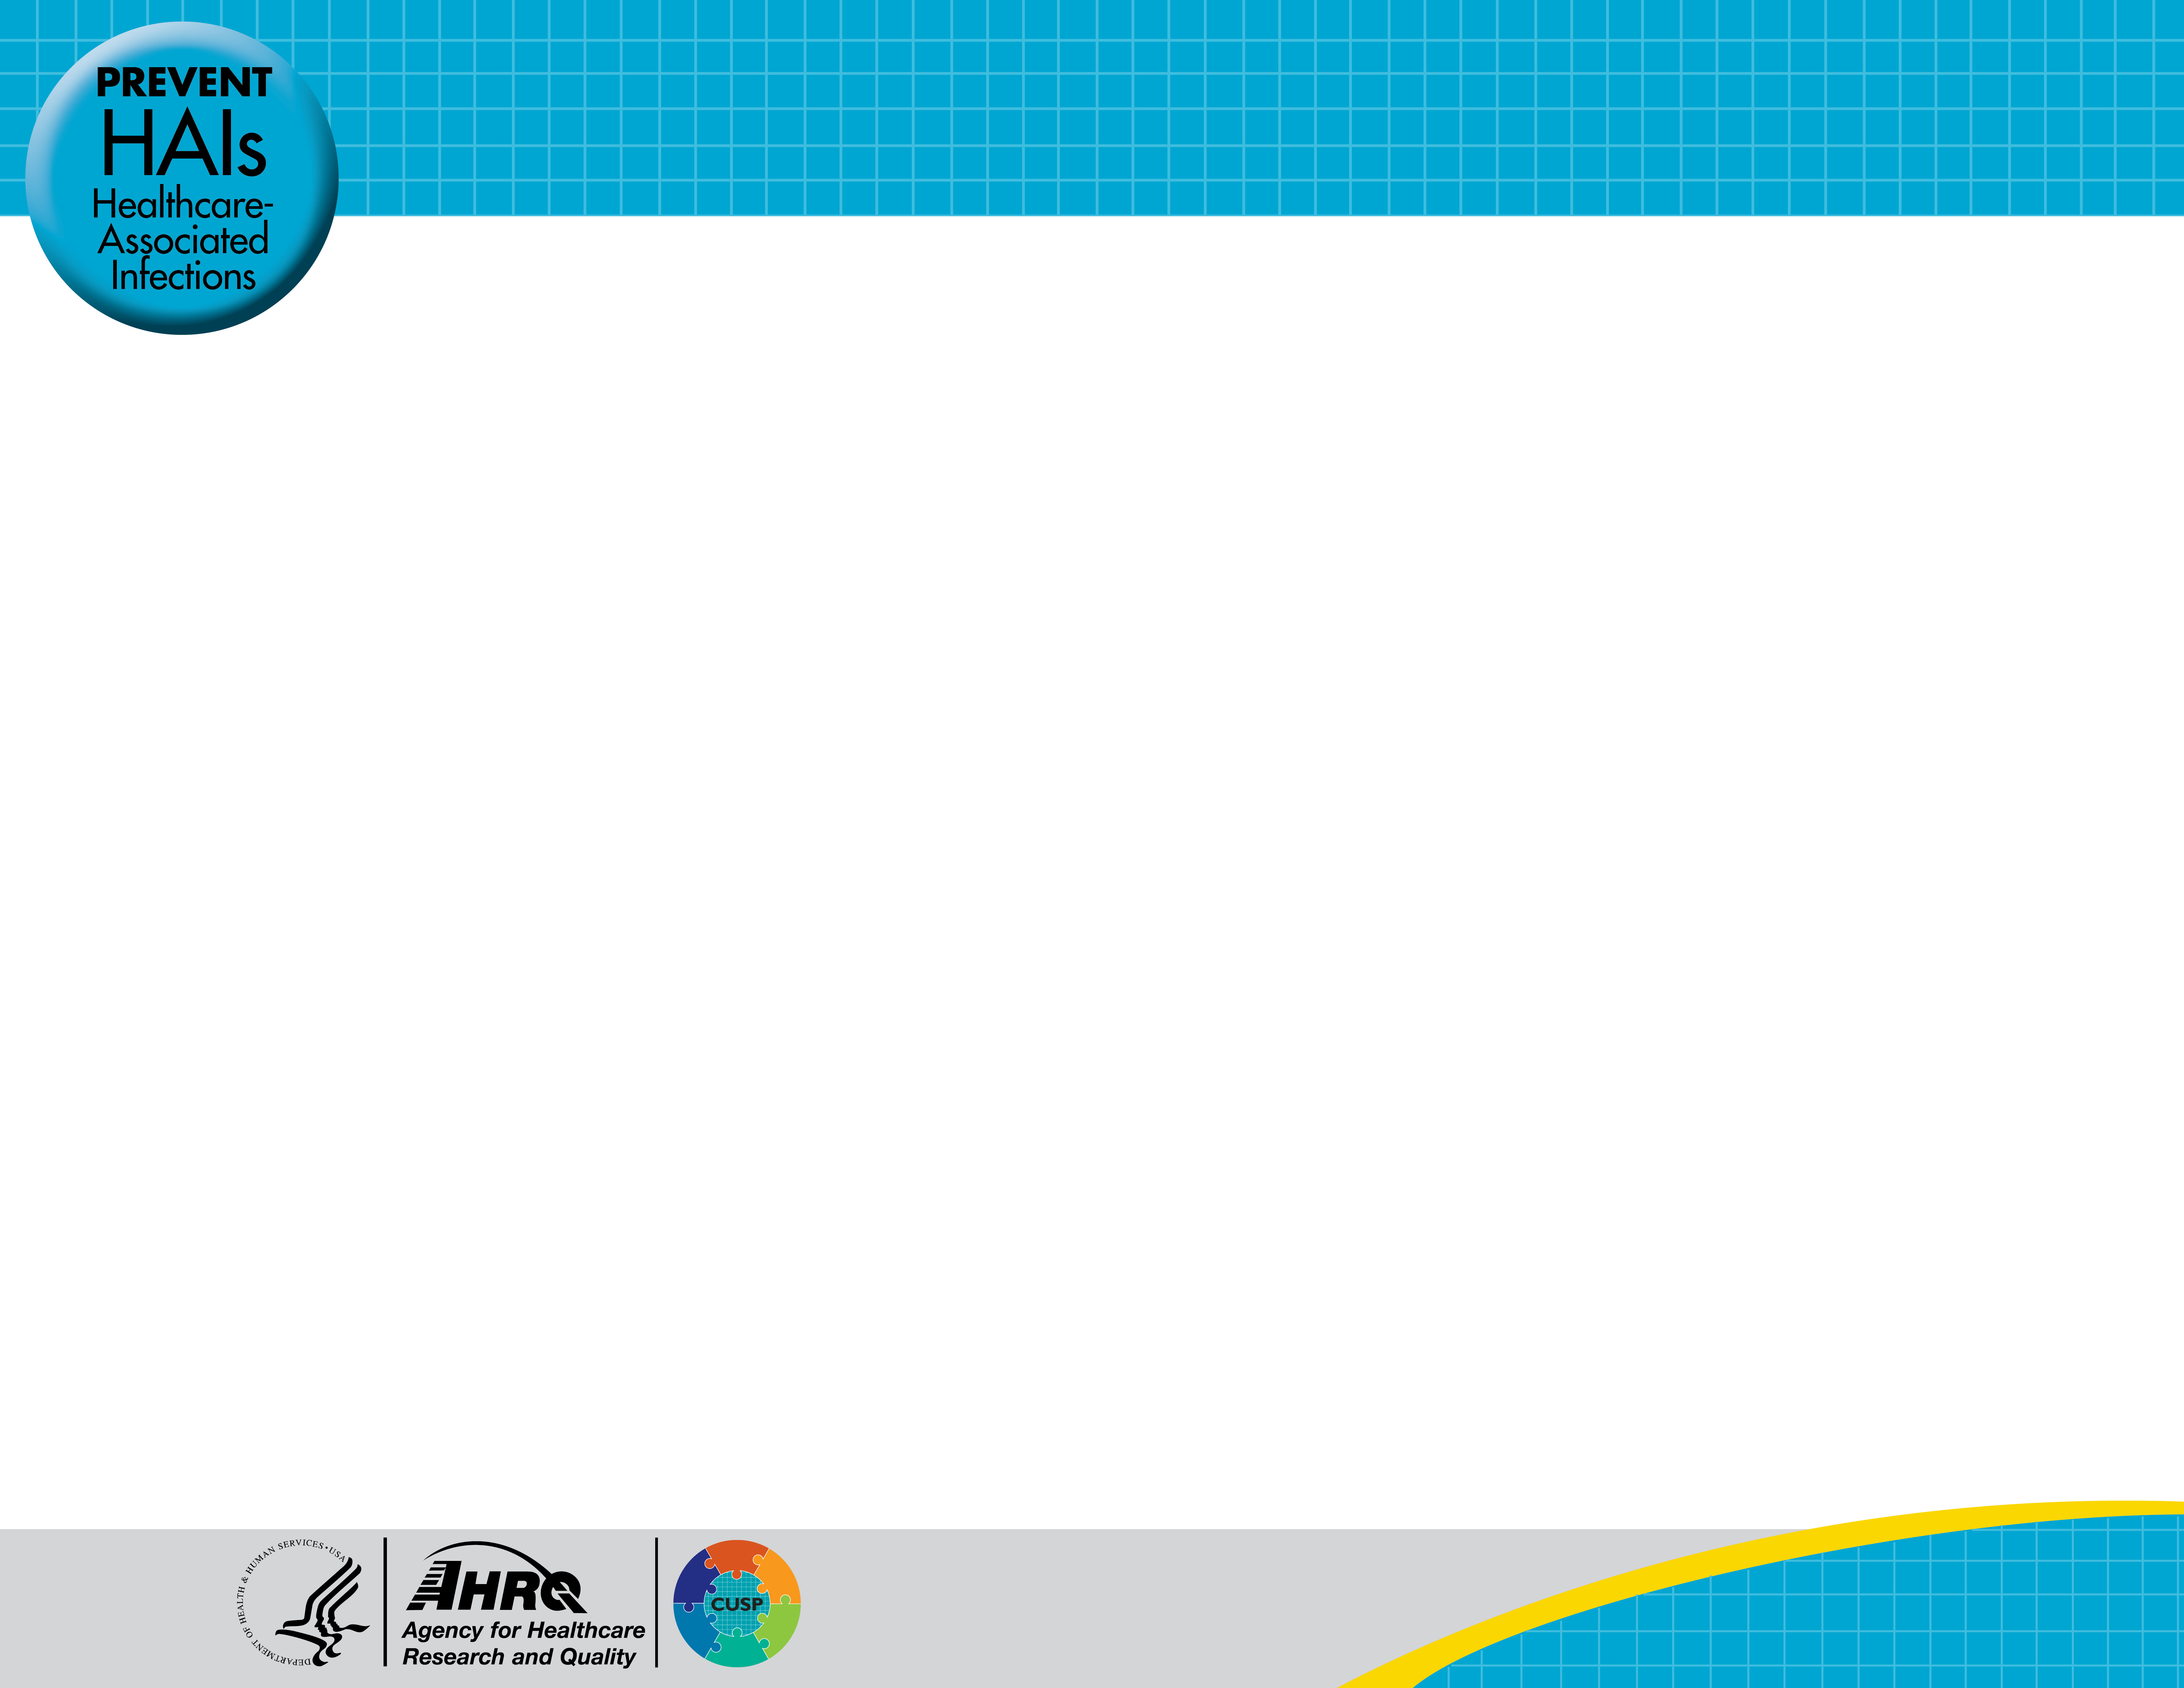 PREVENT
HAIs
Healthcare-
Associated
Infections
DEPARTMENT OF HEALTH & HUMAN SERVICES • USA
AHRQ
Agency for Healthcare
Research and Quality
CUSP